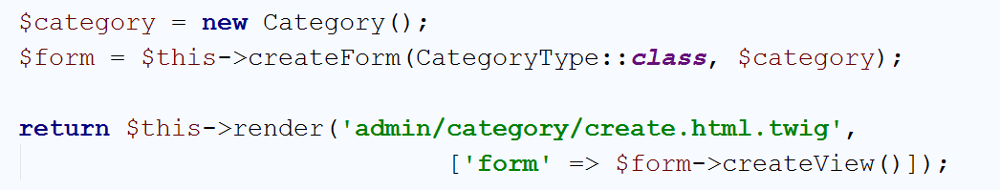 $category = new Category();
$form = $this->createForm(CategoryType::class, $category);
return $this->render('admin/category/create.html.twig',
['form' => $form->createView()]);